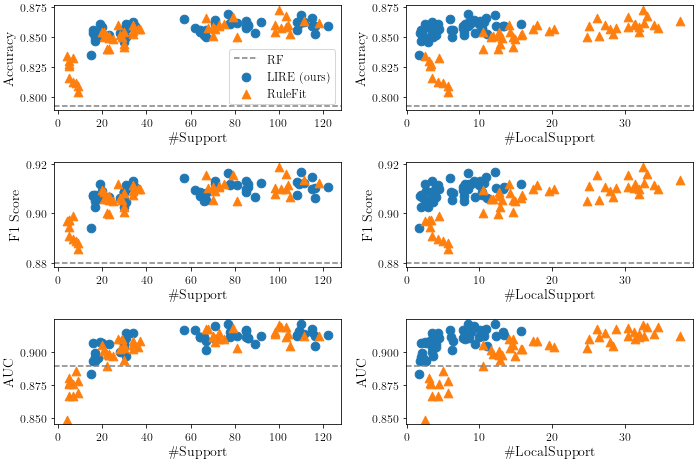 0.875
0.850
0.825
0.800
Accuracy
0 20 40 60 80 100 120
#Support
RF
LIRE (ours)
RuleFit
0.875
0.850
0.825
0.800
Accuracy
0 10 20 30
#LocalSupport
0.92
0.90
0.88
F1 Score
0 20 40 60 80 100 120
#Support
0.92
0.90
0.88
F1 Score
0 10 20 30
#LocalSupport
0.900
0.875
0.850
AUC
0 20 40 60 80 100 120
#Support
0.900
0.875
0.850
AUC
0 10 20 30
#LocalSupport